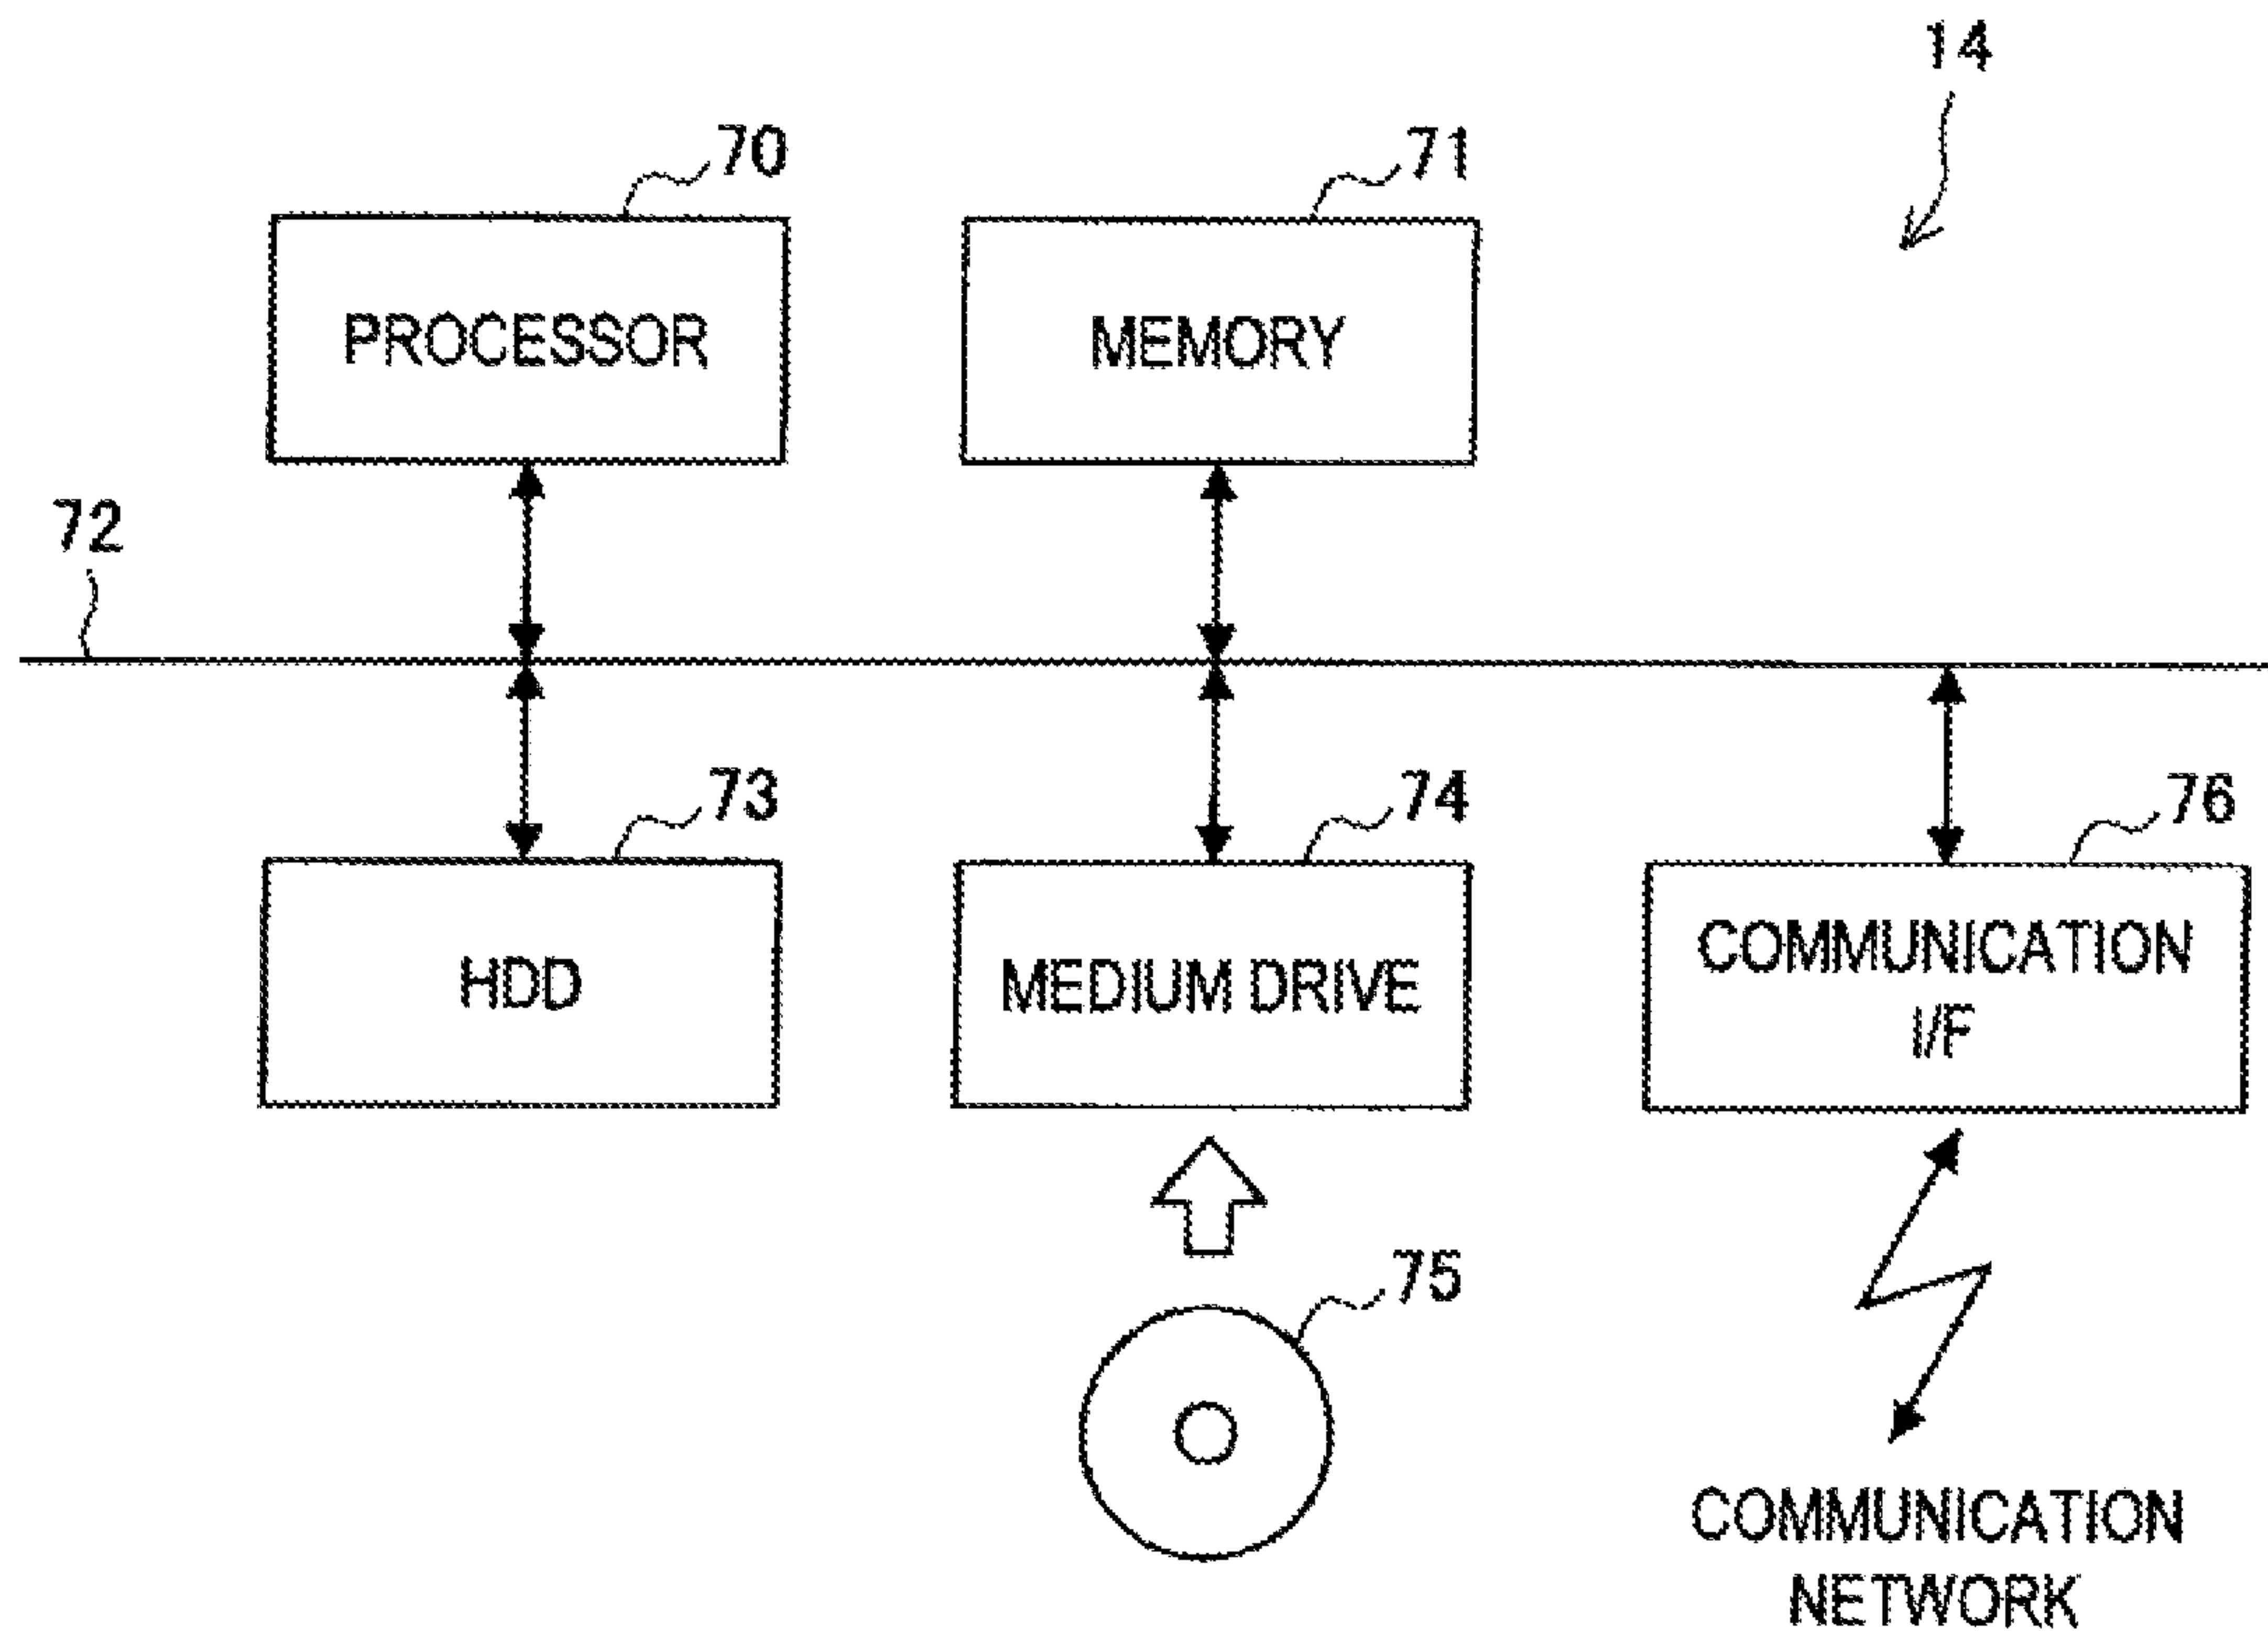 14
70
71
PROCESSOR
MEMORY
72
73
74
76
HDD
MEDIUM DRIVE
COMMUNICATION
I/F
75
COMMUNICATION
NETWORK